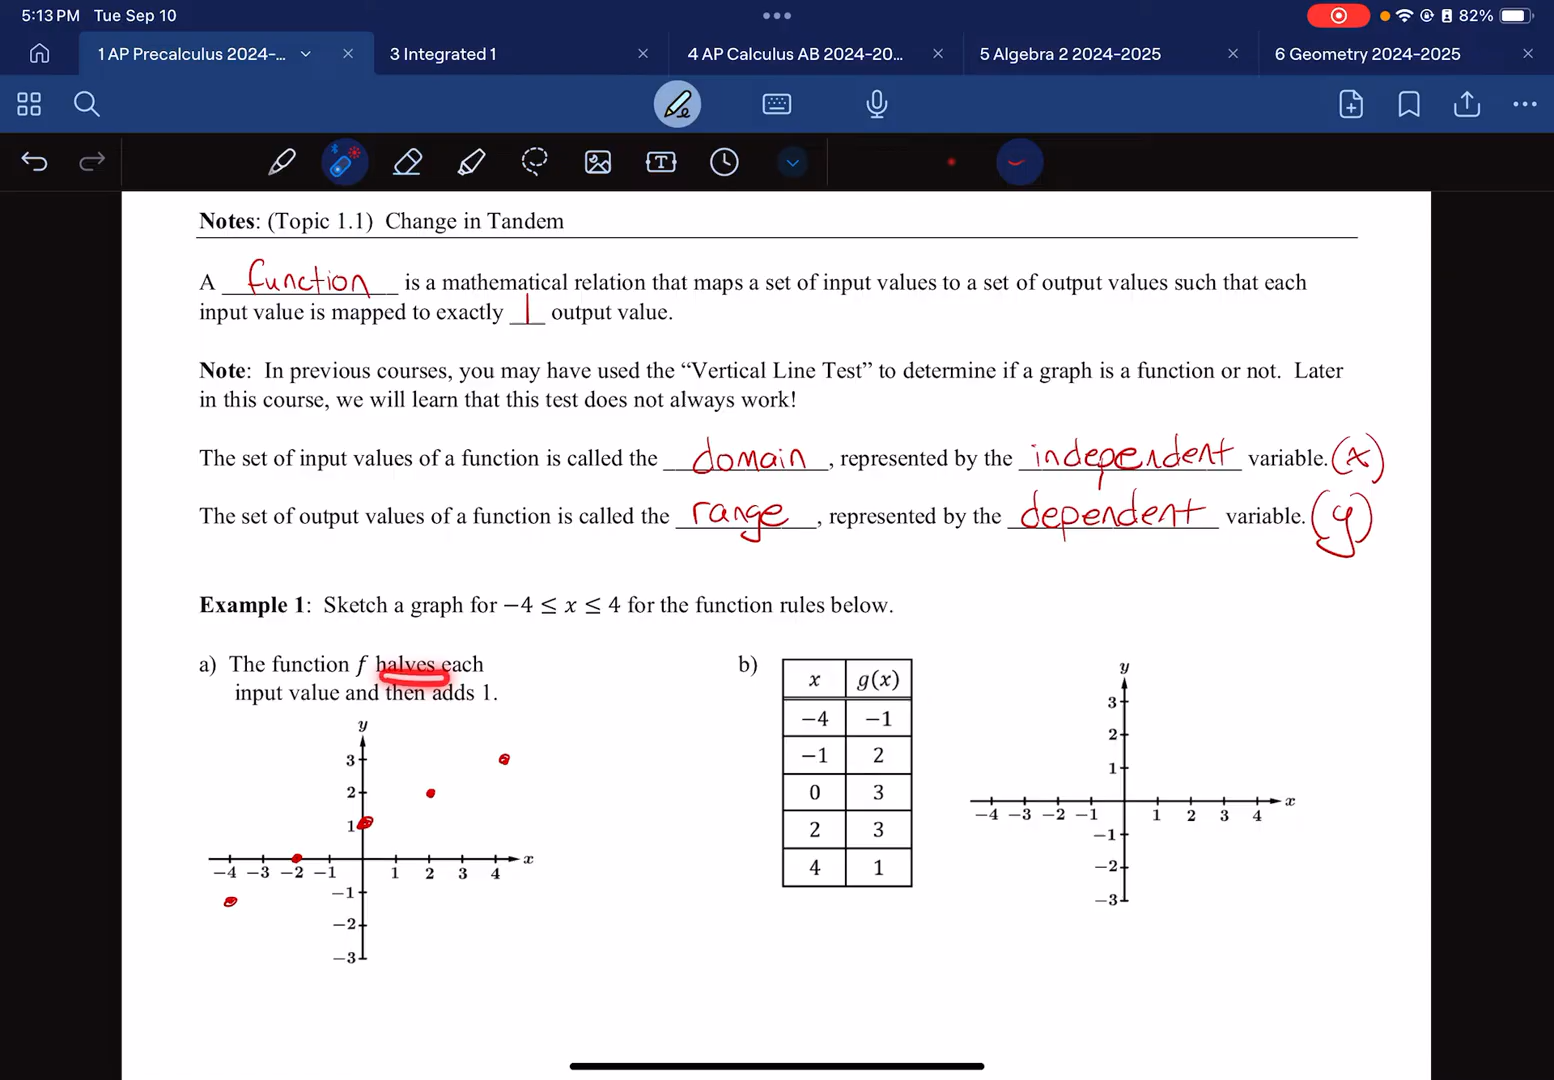 5:13 PM Tue Sep 10
82%
1 AP Precalculus 2024-...
3 Integrated 1
4 AP Calculus AB 2024-20...
5 Algebra 2 2024-2025
6 Geometry 2024-2025
Notes: (Topic 1.1) Change in Tandem
A function is a mathematical relation that maps a set of input values to a set of output values such that each
input value is mapped to exactly 1 output value.
Note: In previous courses, you may have used the “Vertical Line Test” to determine if a graph is a function or not. Later
in this course, we will learn that this test does not always work!
The set of input values of a function is called the domain, represented by the independent variable. (x)
The set of output values of a function is called the range, represented by the dependent variable. (y)
Example 1: Sketch a graph for −4 ≤ x ≤ 4 for the function rules below.
a) The function f halves each
input value and then adds 1.
y
3
2
1
−4 −3 −2 −1 1 2 3 4 x
−1
−2
−3
b)
x g(x)
−4 −1
−1 2
0 3
2 3
4 1
y
3
2
1
−4 −3 −2 −1 1 2 3 4 x
−1
−2
−3